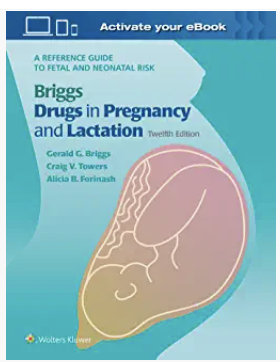 Activate your eBook
A REFERENCE GUIDE
TO FETAL AND NEONATAL RISK
Briggs
Drugs in Pregnancy
and Lactation Twelfth Edition
Gerald G. Briggs
Craig V. Towers
Alicia B. Forinash
Wolters Kluwer